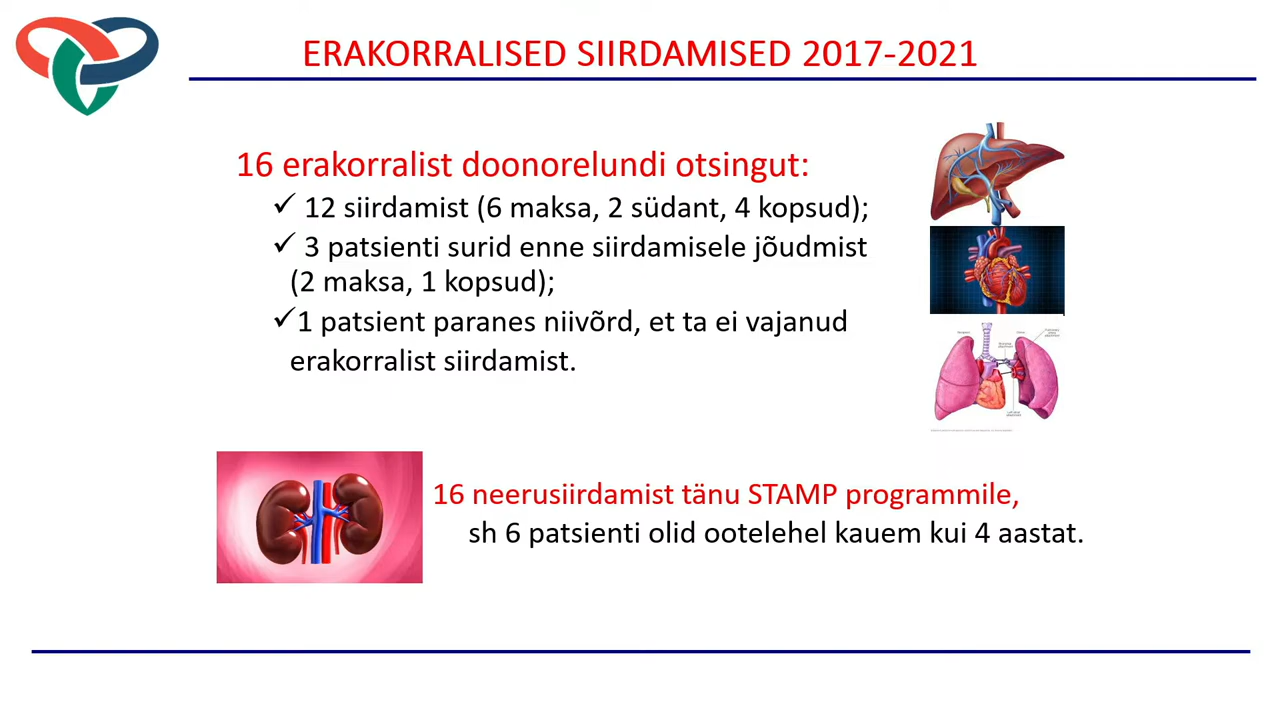 ERAKORRALISED SIIRDAMISED 2017-2021
16 erakorralist doonorelundi otsingut:
✓ 12 siirdamist (6 maksa, 2 südant, 4 kopsud);
✓ 3 patsienti surid enne siirdamisele jõudmist
(2 maksa, 1 kopsud);
✓1 patsient paranes niivõrd, et ta ei vajanud
erakorralist siirdamist.
16 neerusiirdamist tänu STAMP programmile,
sh 6 patsienti olid ootelehel kauem kui 4 aastat.